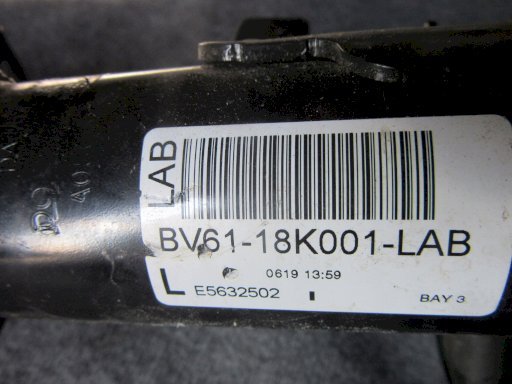 LAB
BV61-18K001-LAB
0619 13:59
L E5632502
BAY 3